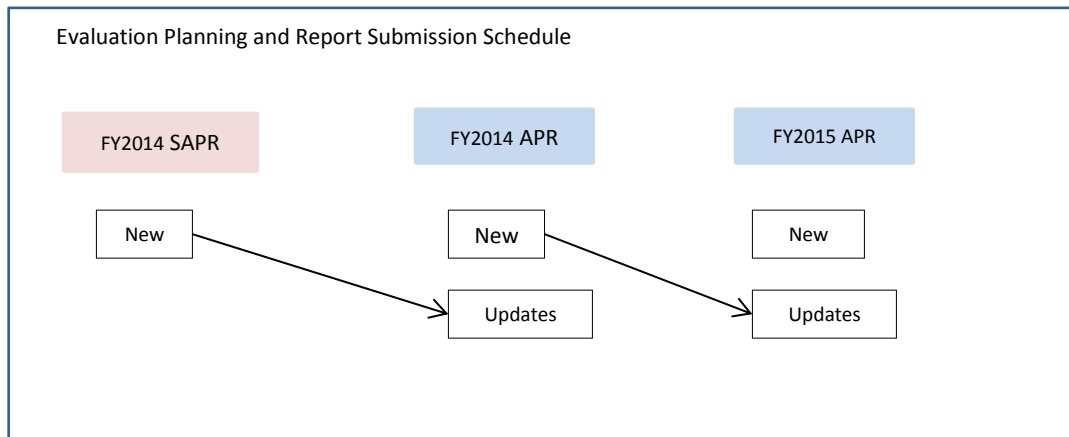 Evaluation Planning and Report Submission Schedule
FY2014 SAPR
FY2014 APR
FY2015 APR
New
New
New
Updates
Updates